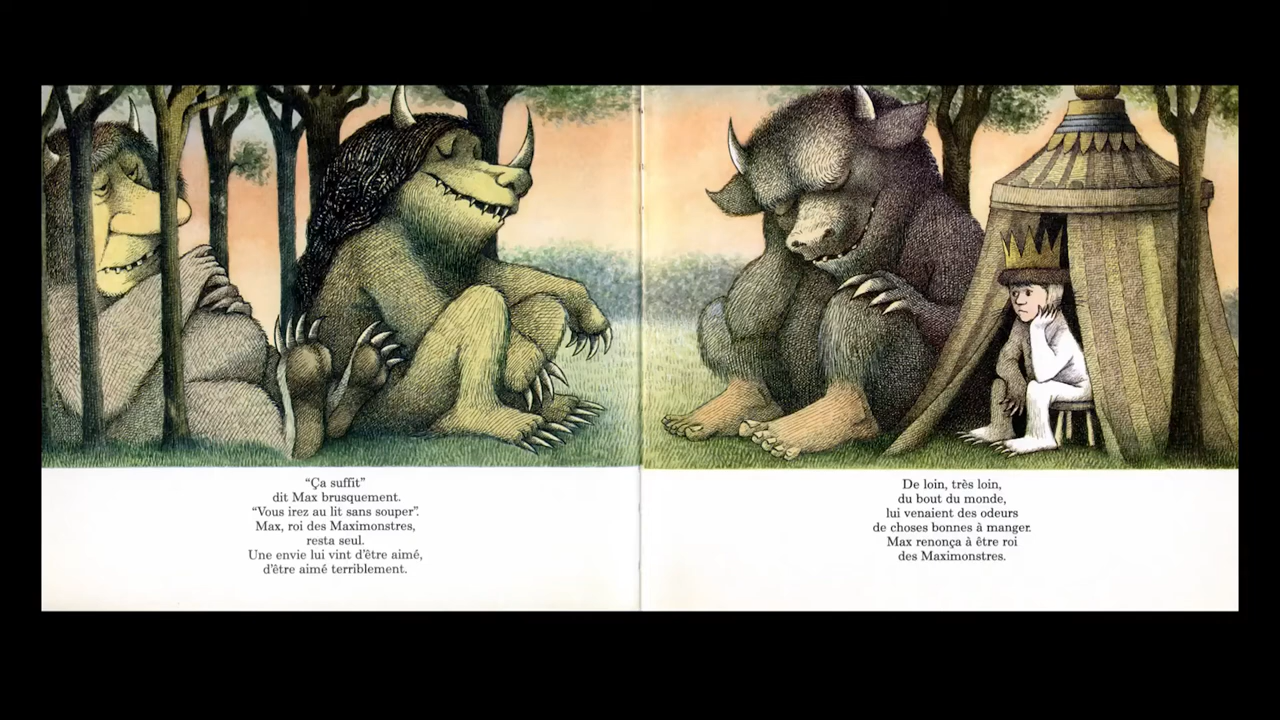 “Ça suffit”
dit Max brusquement.
“Vous irez au lit sans souper”.
Max, roi des Maximonstres,
resta seul.
Une envie lui vint d’être aimé,
d’être aimé terriblement.
De loin, très loin,
du bout du monde,
lui venaient des odeurs
de choses bonnes à manger.
Max renonça à être roi
des Maximonstres.